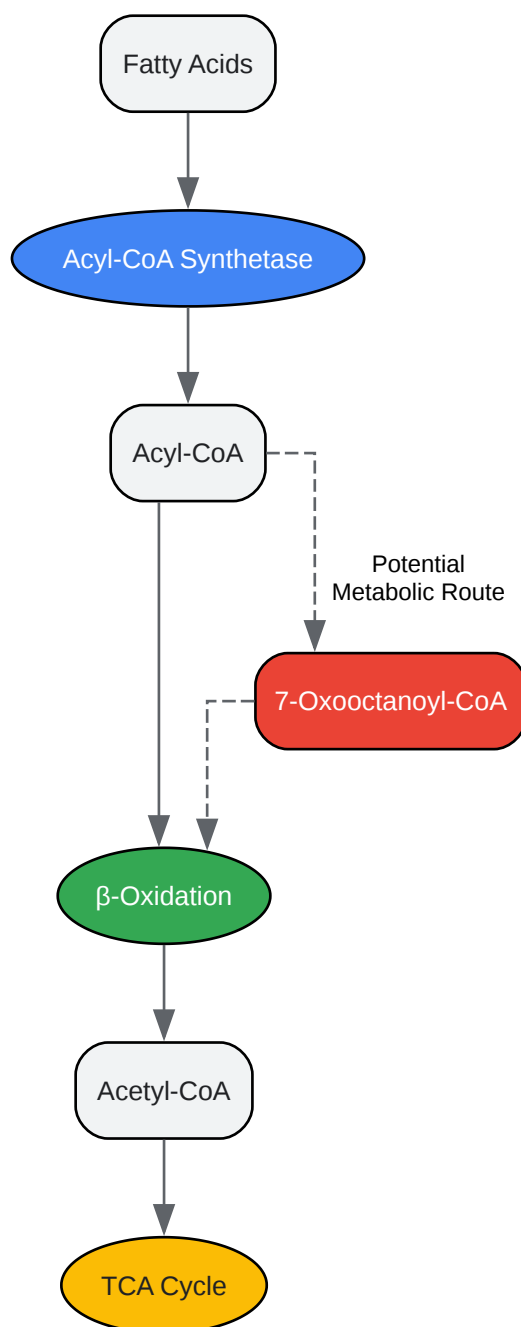 Fatty Acids
Acyl-CoA Synthetase
Acyl-CoA
Potential
Metabolic Route
7-Oxooctanoyl-CoA
β-Oxidation
Acetyl-CoA
TCA Cycle